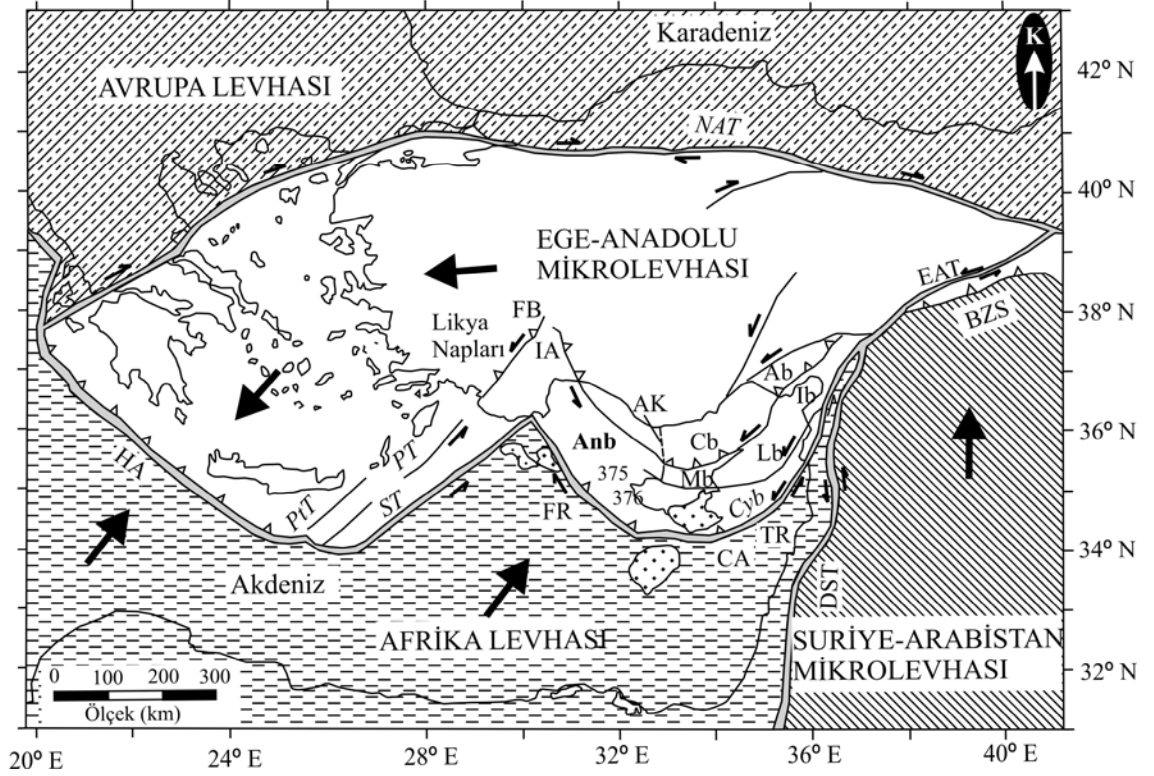 Karadeniz
K
42° N
AVRUPA LEVHASI
NAT
40° N
EGE-ANADOLU
MİKROLEVHASI
EAT
BZS
38° N
FB
Likya
Napları
IA
Ab
Ib
AK
36° N
Anb
Cb
Lb
HA
PT
375
Mb
376
Cyb
PtT
ST
FR
TR
34° N
CA
DST
Akdeniz
AFRİKA LEVHASI
SURİYE-ARABİSTAN
MİKROLEVHASI
32° N
0 100 200 300
Ölçek (km)
20° E 24° E 28° E 32° E 36° E 40° E